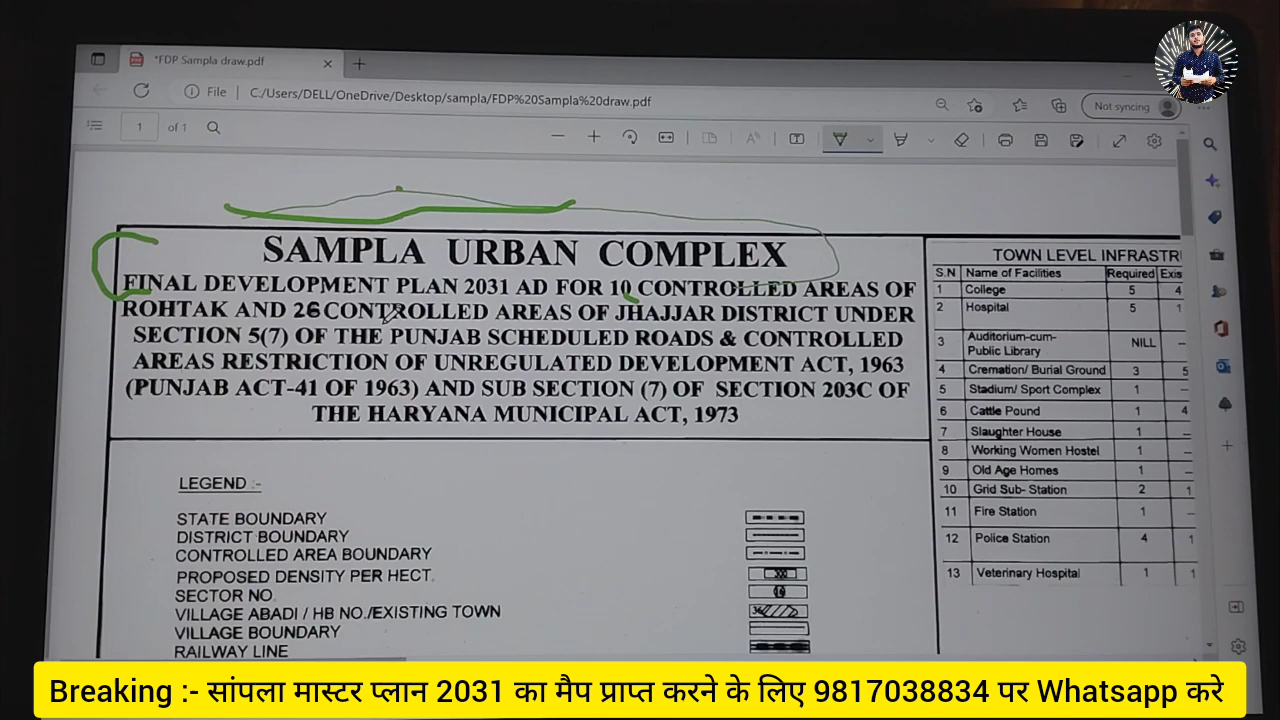 *FDP Sampla draw.pdf
File
C:/Users/DELL/OneDrive/Desktop/sampla/FDP%20Sampla%20draw.pdf
Not syncing
1 of 1
SAMPLA URBAN COMPLEX
FINAL DEVELOPMENT PLAN 2031 AD FOR 10 CONTROLLED AREAS OF
ROHTAK AND 26 CONTROLLED AREAS OF JHAJJAR DISTRICT UNDER
SECTION 5(7) OF THE PUNJAB SCHEDULED ROADS & CONTROLLED
AREAS RESTRICTION OF UNREGULATED DEVELOPMENT ACT, 1963
(PUNJAB ACT-41 OF 1963) AND SUB SECTION (7) OF SECTION 203C OF
THE HARYANA MUNICIPAL ACT, 1973
LEGEND :-
STATE BOUNDARY
DISTRICT BOUNDARY
CONTROLLED AREA BOUNDARY
PROPOSED DENSITY PER HECT.
SECTOR NO.
VILLAGE ABADI / HB NO./EXISTING TOWN
VILLAGE BOUNDARY
RAILWAY LINE
TOWN LEVEL INFRASTR
S.N Name of Facilities Required Exis
1 College 5 4
2 Hospital 5 1
3 Auditorium-cum-
Public Library NILL –
4 Cremation/ Burial Ground 3 5
5 Stadium/ Sport Complex 1 –
6 Cattle Pound 1 4
7 Slaughter House 1 –
8 Working Women Hostel 1 –
9 Old Age Homes 1 –
10 Grid Sub- Station 2 1
11 Fire Station 1 –
12 Police Station 4 1
13 Veterinary Hospital 1 1
Breaking :- सांपला मास्टर प्लान 2031 का मैप प्राप्त करने के लिए 9817038834 पर Whatsapp करे